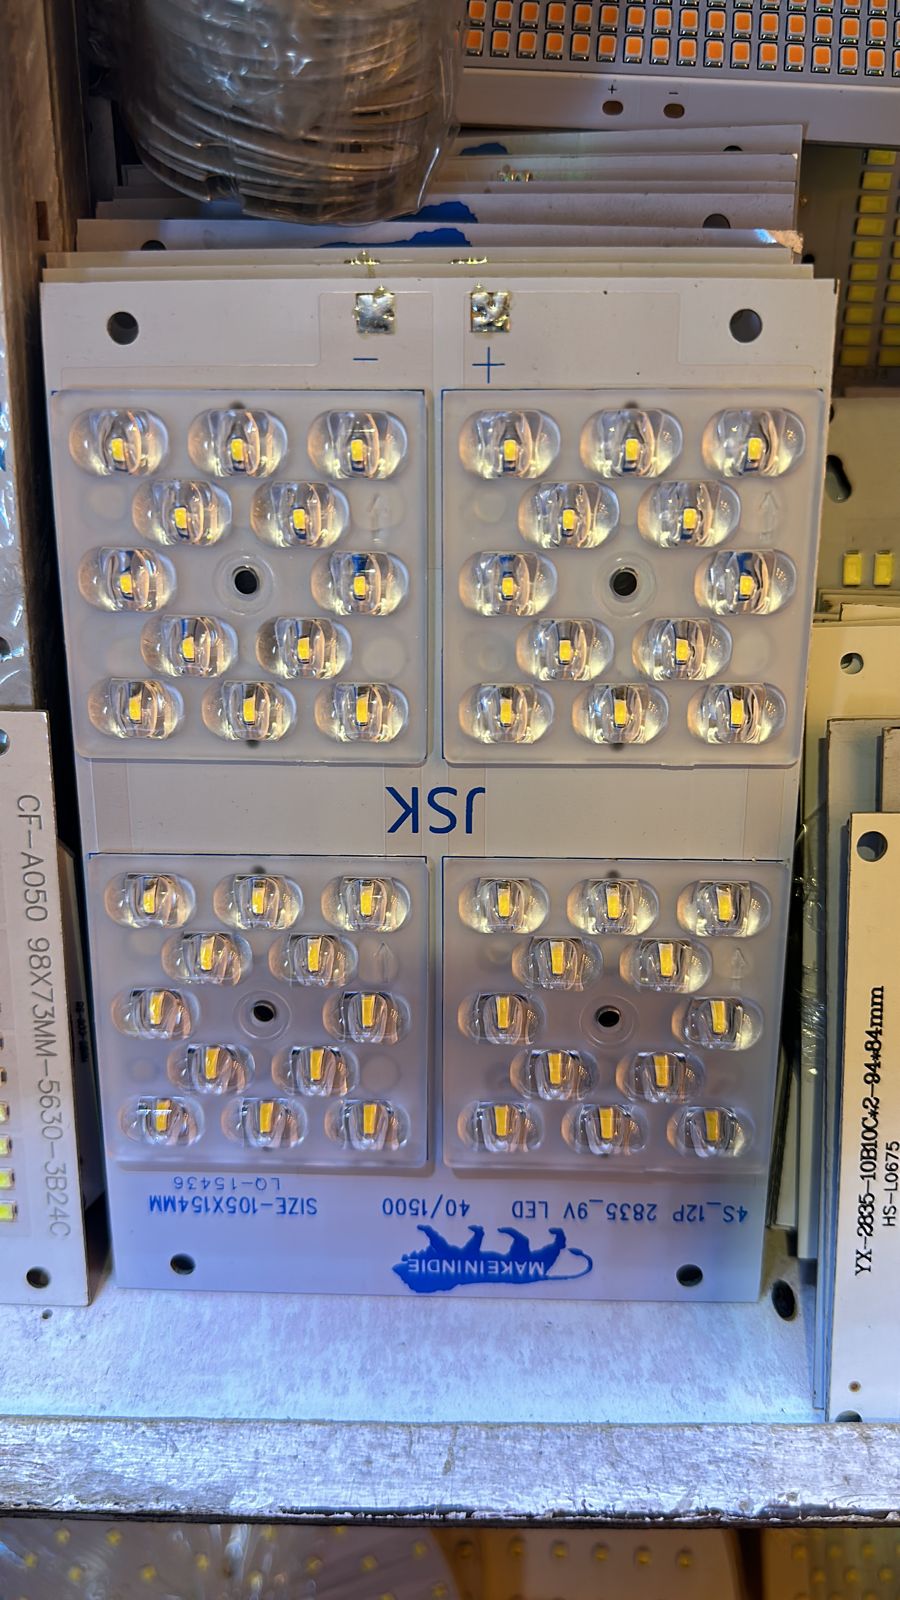 JSK
4S_12P 2835_9V LED 40/1500 SIZE-105X154MM
LQ-15436
MAKEININDIE
CF-A050 98X73MM-5630-3B24C
YX-2835-10B10C*2-94*84mm
HS-L0675
+
-
-
+